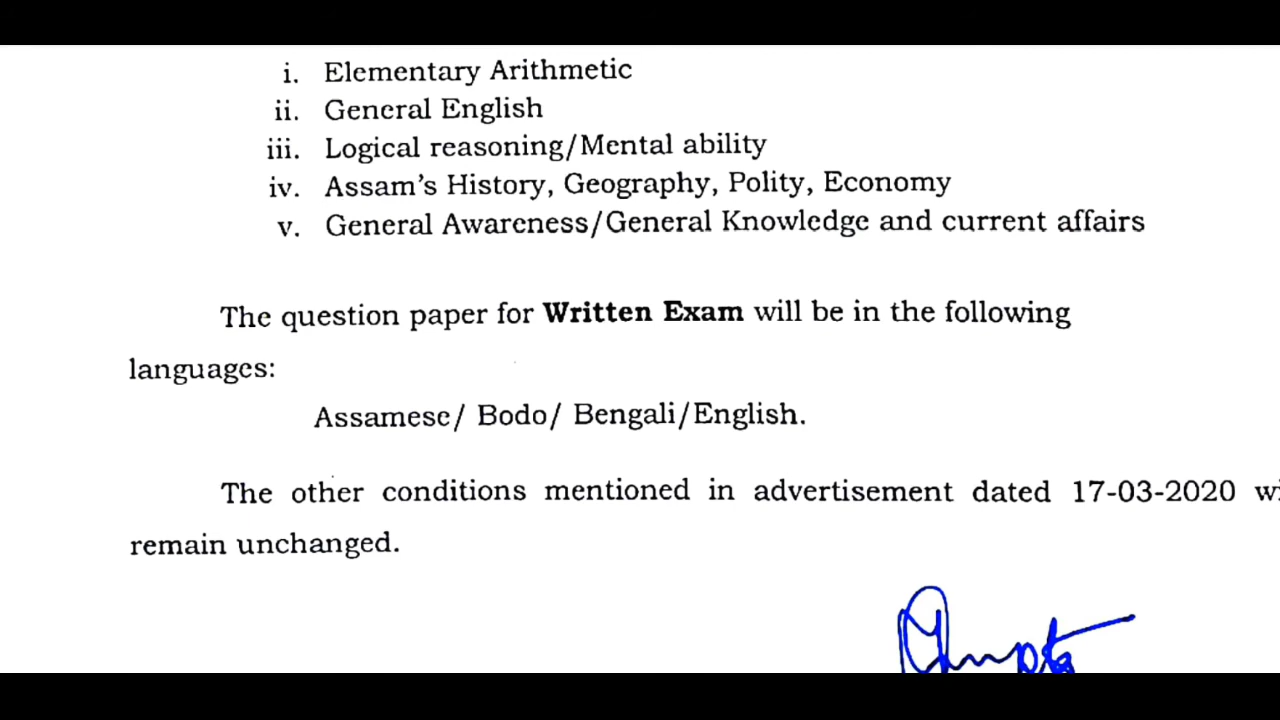 i. Elementary Arithmetic
ii. General English
iii. Logical reasoning/Mental ability
iv. Assam's History, Geography, Polity, Economy
v. General Awareness/General Knowledge and current affairs
The question paper for Written Exam will be in the following
languages:
Assamese/ Bodo/ Bengali/English.
The other conditions mentioned in advertisement dated 17-03-2020
remain unchanged.